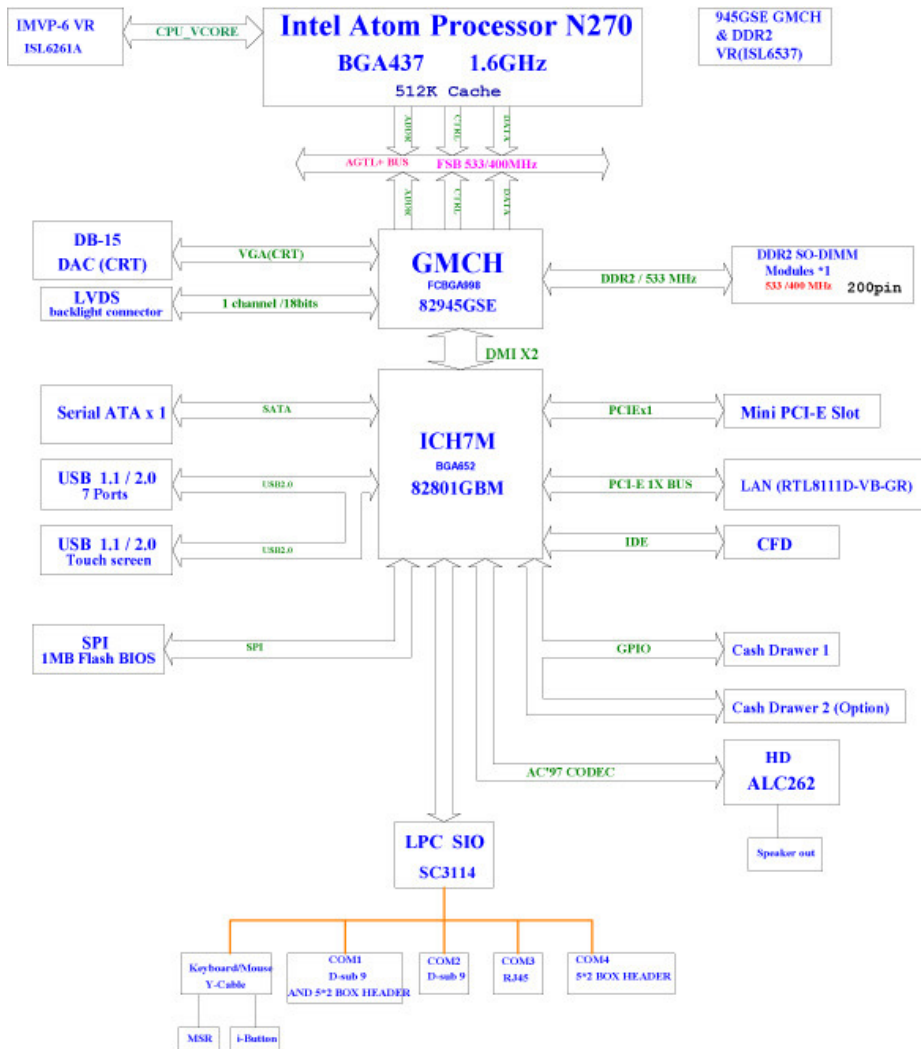 IMVP-6 VR
ISL6261A
CPU_VCORE
Intel Atom Processor N270
BGA437 1.6GHz
512K Cache
945GSE GMCH
& DDR2
VR(ISL6537)
ADDR
CTRL
DATA
AGTL+ BUS FSB 533/400MHz
ADDR
CTRL
DATA
DB-15
DAC (CRT)
VGA(CRT)
LVDS
backlight connector
1 channel /18bits
GMCH
FCBGA998
82945GSE
DDR2 / 533 MHz
DDR2 SO-DIMM
Modules *1
533 /400 MHz 200pin
DMI X2
Serial ATA x 1
SATA
USB 1.1 / 2.0
7 Ports
USB2.0
USB 1.1 / 2.0
Touch screen
USB2.0
ICH7M
BGA652
82801GBM
PCIEx1
Mini PCI-E Slot
PCI-E 1X BUS
LAN (RTL8111D-VB-GR)
IDE
CFD
SPI
1MB Flash BIOS
SPI
GPIO
Cash Drawer 1
Cash Drawer 2 (Option)
AC'97 CODEC
HD
ALC262
Speaker out
LPC SIO
SC3114
Keyboard/Mouse
Y-Cable
COM1
D-sub 9
AND 5*2 BOX HEADER
COM2
D-sub 9
COM3
RJ45
COM4
5*2 BOX HEADER
MSR
i-Button